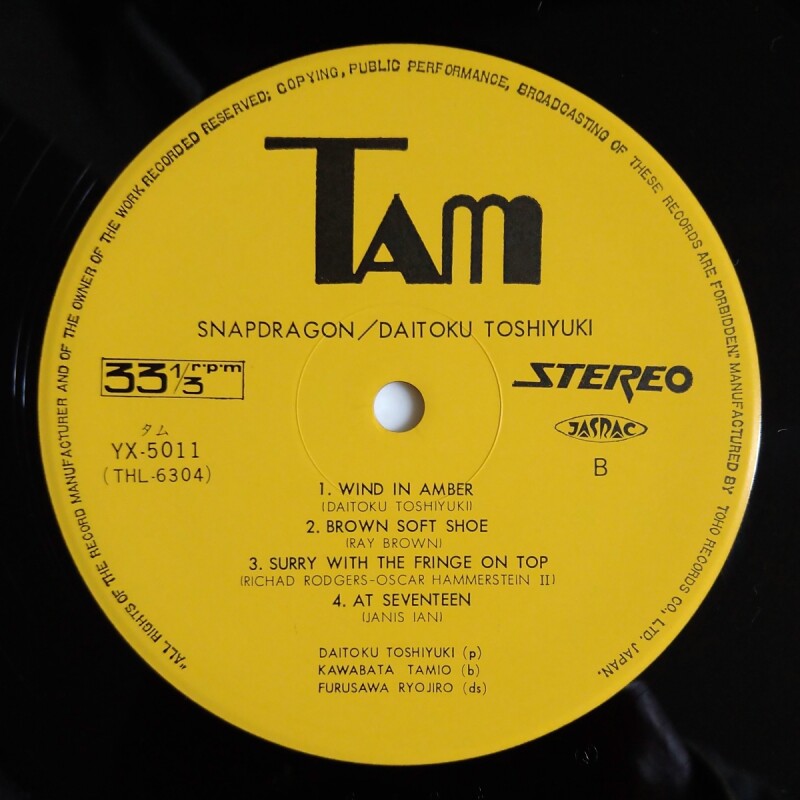 "ALL RIGHTS OF THE RECORD MANUFACTURER AND OF THE OWNER OF THE WORK RECORDED RESERVED; COPYING, PUBLIC PERFORMANCE, BROADCASTING OF THESE RECORDS ARE FORBIDDEN." MANUFACTURED BY TOHO RECORDS CO., LTD. JAPAN.
TAM
SNAPDRAGON/DAITOKU TOSHIYUKI
33 1/3 r·p·m
STEREO
タム
YX-5011
(THL-6304)
JASRAC
B
1. WIND IN AMBER
(DAITOKU TOSHIYUKI)
2. BROWN SOFT SHOE
(RAY BROWN)
3. SURRY WITH THE FRINGE ON TOP
(RICHAD RODGERS-OSCAR HAMMERSTEIN II)
4. AT SEVENTEEN
(JANIS IAN)
DAITOKU TOSHIYUKI (p)
KAWABATA TAMIO (b)
FURUSAWA RYOJIRO (ds)